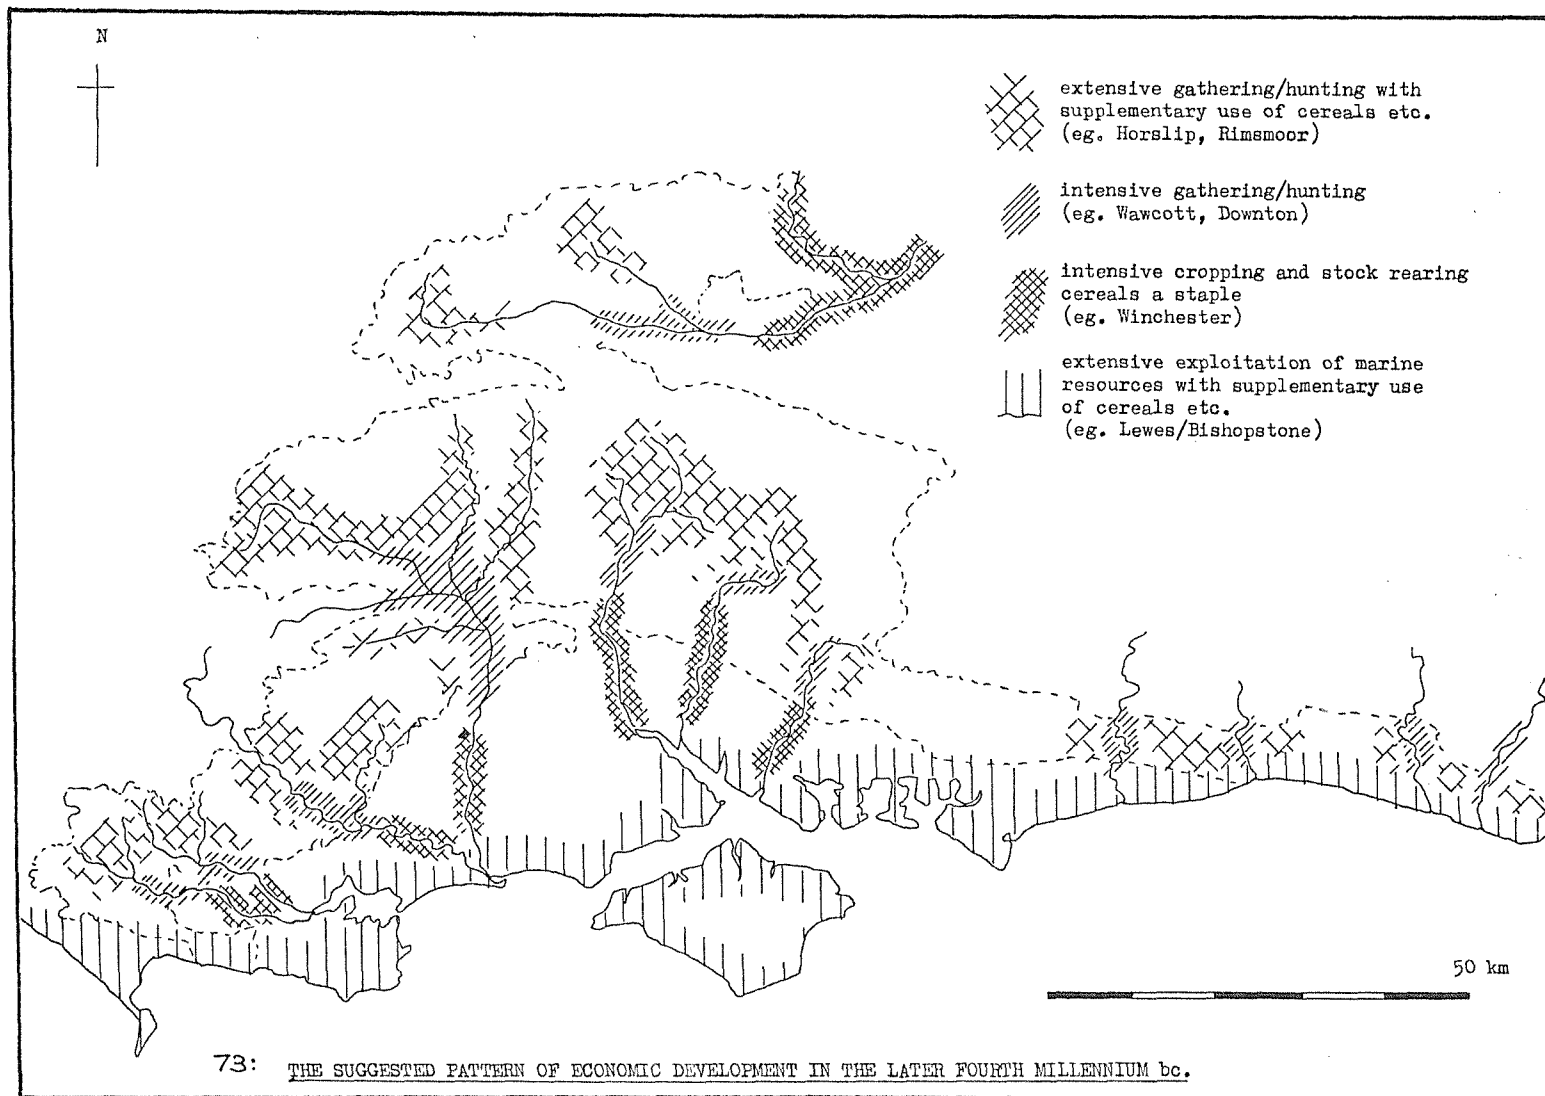 N
extensive gathering/hunting with
supplementary use of cereals etc.
(eg. Horslip, Rimsmoor)
intensive gathering/hunting
(eg. Wawcott, Downton)
intensive cropping and stock rearing
cereals a staple
(eg. Winchester)
extensive exploitation of marine
resources with supplementary use
of cereals etc.
(eg. Lewes/Bishopstone)
50 km
73: THE SUGGESTED PATTERN OF ECONOMIC DEVELOPMENT IN THE LATER FOURTH MILLENNIUM bc.